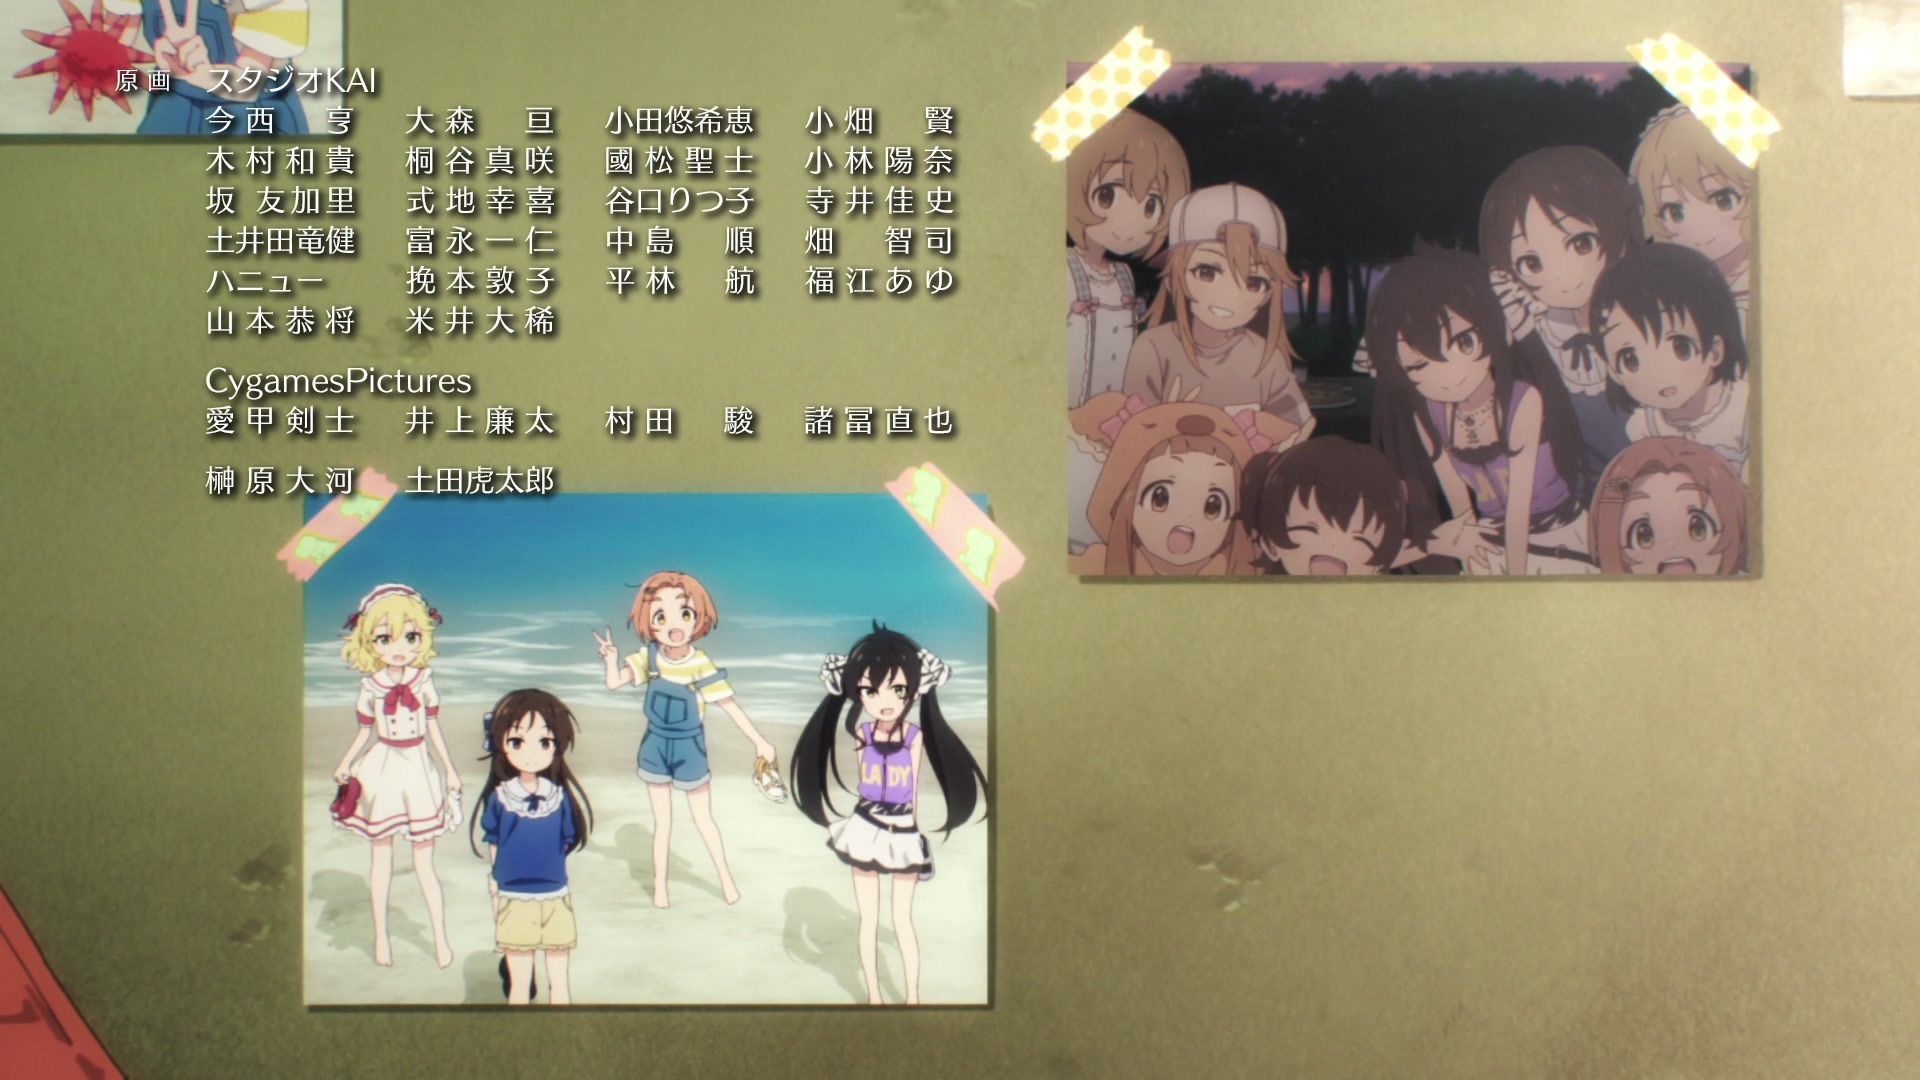 原画 スタジオKAI
今西 亨 大森 亘 小田悠希恵 小畑 賢
木村和貴 桐谷真咲 國松聖士 小林陽奈
坂 友加里 式地幸喜 谷口りつ子 寺井佳史
土井田竜健 富永一仁 中島 順 畑 智司
ハニュー 挽本敦子 平林 航 福江あゆ
山本恭将 米井大稀
CygamesPictures
愛甲剣士 井上廉太 村田 駿 諸冨直也
榊原大河 土田虎太郎
LADY